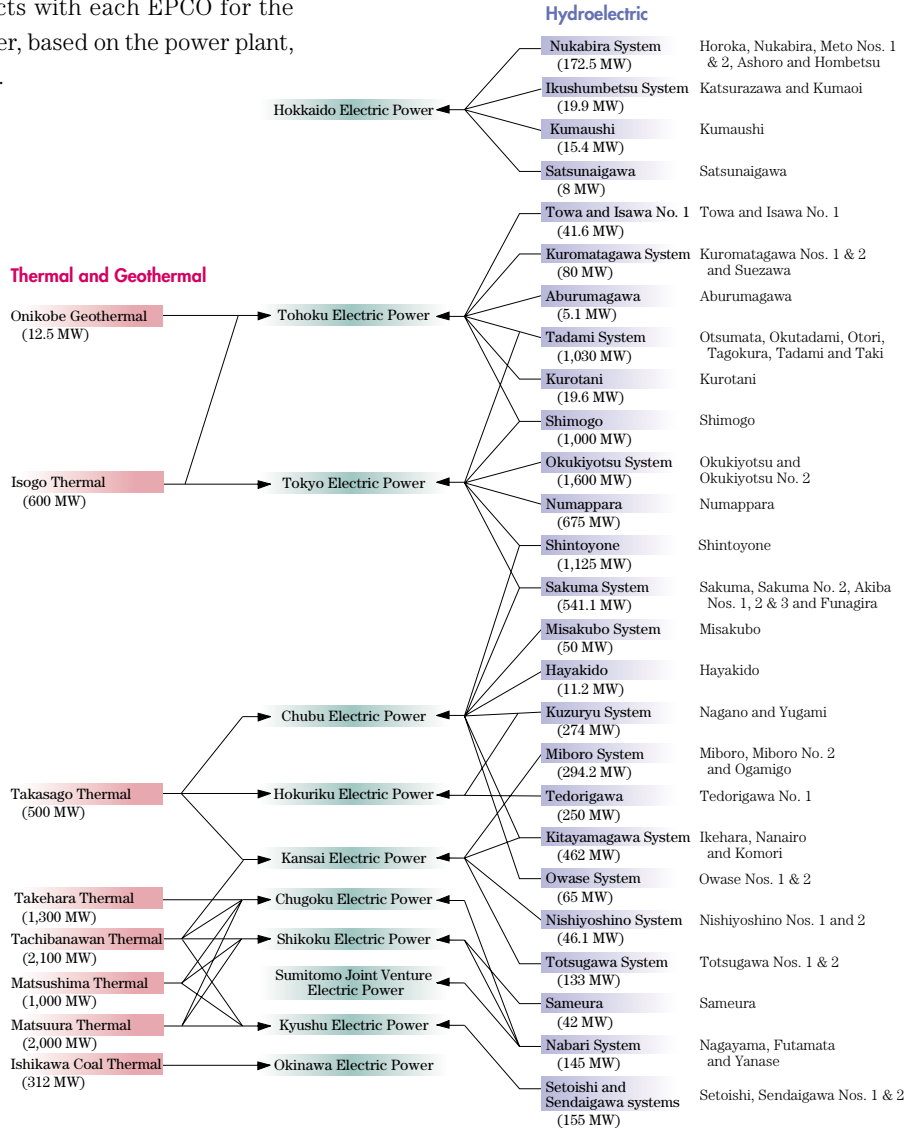 cts with each EPCO for the
er, based on the power plant,
.
Thermal and Geothermal
Onikobe Geothermal
(12.5 MW)
Isogo Thermal
(600 MW)
Takasago Thermal
(500 MW)
Takehara Thermal
(1,300 MW)
Tachibanawan Thermal
(2,100 MW)
Matsushima Thermal
(1,000 MW)
Matsuura Thermal
(2,000 MW)
Ishikawa Coal Thermal
(312 MW)
Hokkaido Electric Power
Tohoku Electric Power
Tokyo Electric Power
Chubu Electric Power
Hokuriku Electric Power
Kansai Electric Power
Chugoku Electric Power
Shikoku Electric Power
Sumitomo Joint Venture
Electric Power
Kyushu Electric Power
Okinawa Electric Power
Hydroelectric
Nukabira System
(172.5 MW)
Horoka, Nukabira, Meto Nos. 1
& 2, Ashoro and Hombetsu
Ikushumbetsu System
(19.9 MW)
Katsurazawa and Kumaoi
Kumaushi
(15.4 MW)
Kumaushi
Satsunaigawa
(8 MW)
Satsunaigawa
Towa and Isawa No. 1
(41.6 MW)
Towa and Isawa No. 1
Kuromatagawa System
(80 MW)
Kuromatagawa Nos. 1 & 2
and Suezawa
Aburumagawa
(5.1 MW)
Aburumagawa
Tadami System
(1,030 MW)
Otsumata, Okutadami, Otori,
Tagokura, Tadami and Taki
Kurotani
(19.6 MW)
Kurotani
Shimogo
(1,000 MW)
Shimogo
Okukiyotsu System
(1,600 MW)
Okukiyotsu and
Okukiyotsu No. 2
Numappara
(675 MW)
Numappara
Shintoyone
(1,125 MW)
Shintoyone
Sakuma System
(541.1 MW)
Sakuma, Sakuma No. 2, Akiba
Nos. 1, 2 & 3 and Funagira
Misakubo System
(50 MW)
Misakubo
Hayakido
(11.2 MW)
Hayakido
Kuzuryu System
(274 MW)
Nagano and Yugami
Miboro System
(294.2 MW)
Miboro, Miboro No. 2
and Ogamigo
Tedorigawa
(250 MW)
Tedorigawa No. 1
Kitayamagawa System
(462 MW)
Ikehara, Nanairo
and Komori
Owase System
(65 MW)
Owase Nos. 1 & 2
Nishiyoshino System
(46.1 MW)
Nishiyoshino Nos. 1 and 2
Totsugawa System
(133 MW)
Totsugawa Nos. 1 & 2
Sameura
(42 MW)
Sameura
Nabari System
(145 MW)
Nagayama, Futamata
and Yanase
Setoishi and
Sendaigawa systems
(155 MW)
Setoishi, Sendaigawa Nos. 1 & 2